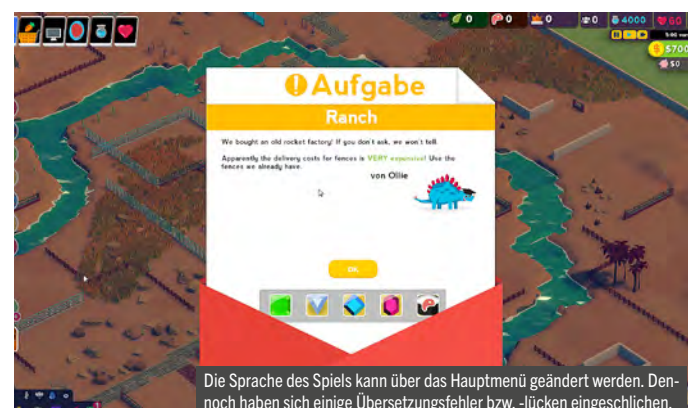 0 0 0 0 4000 60
$700
$0
Aufgabe
Ranch
We bought an old rocket factory! If you don't ask, we won't tell.
Apparently the delivery costs for fences is VERY expensive! Use the
fences we already have.
von Ollie
OK
Die Sprache des Spiels kann über das Hauptmenü geändert werden. Den-
noch haben sich einige Übersetzungsfehler bzw. -lücken eingeschlichen.